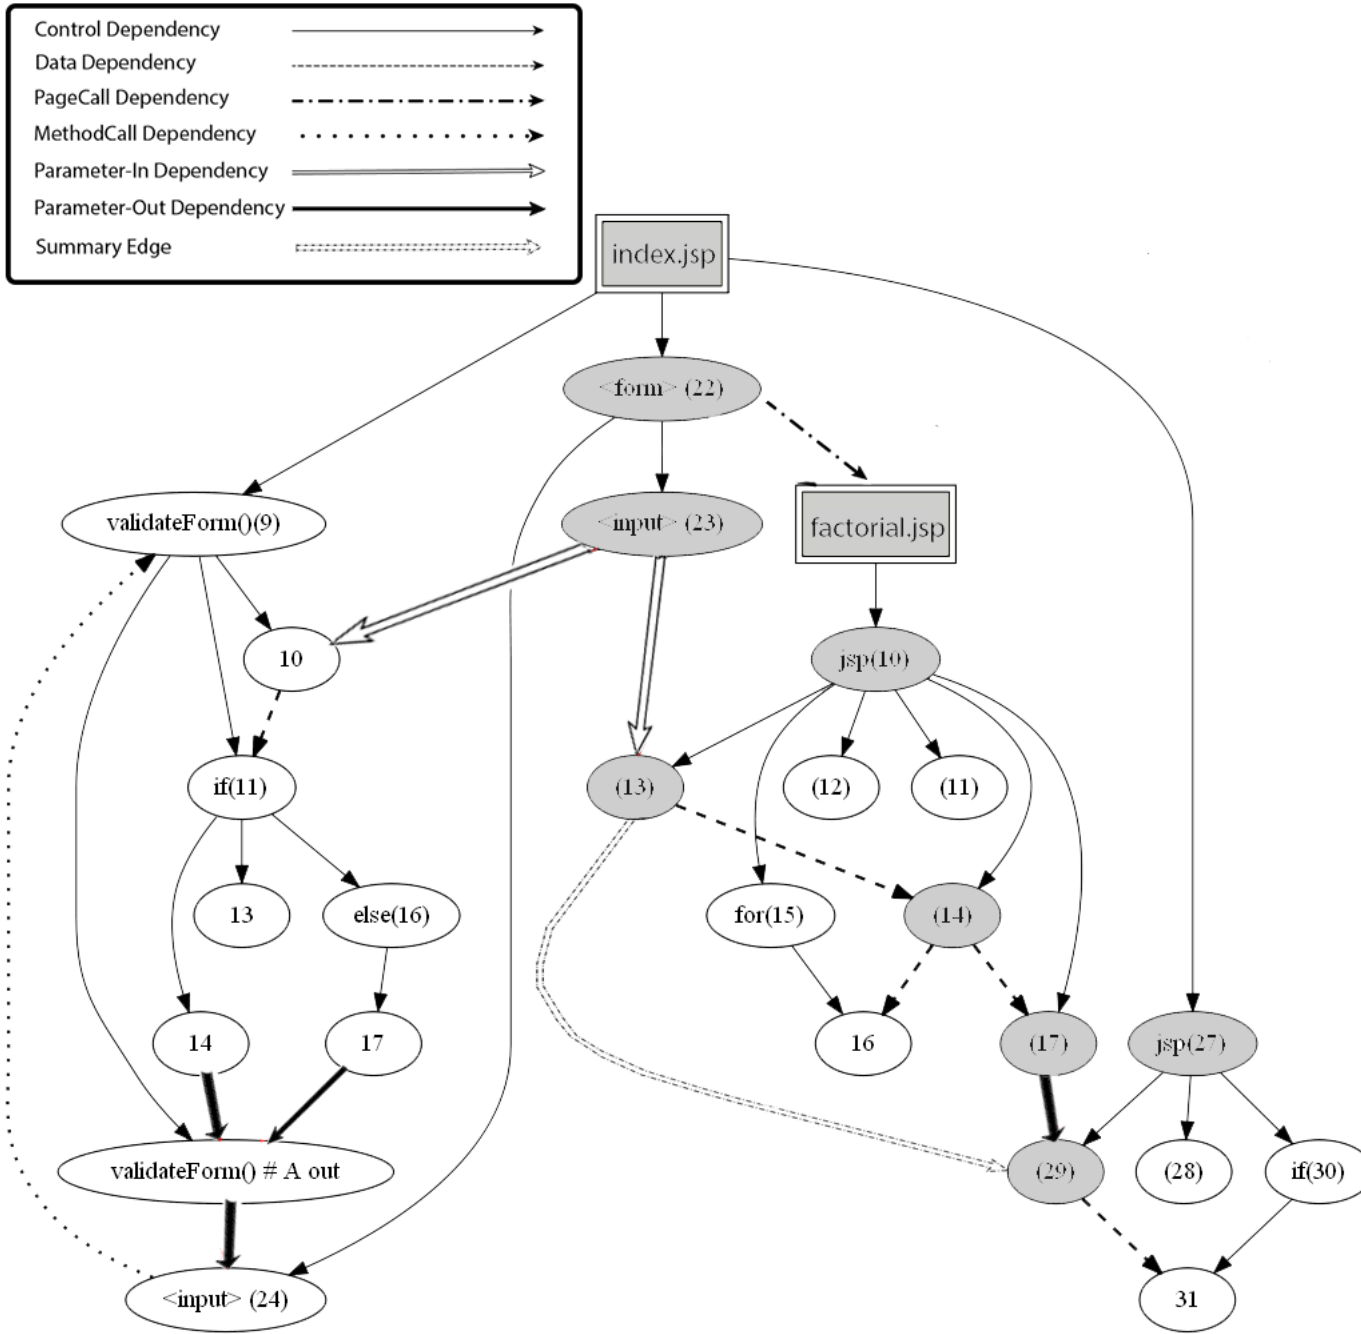 Control Dependency
Data Dependency
PageCall Dependency
MethodCall Dependency
Parameter-In Dependency
Parameter-Out Dependency
Summary Edge
index.jsp
<form> (22)
validateForm()(9)
<input> (23)
factorial.jsp
10
jsp(10)
if(11)
(13)
(12)
(11)
13
else(16)
for(15)
(14)
14
17
16
(17)
jsp(27)
validateForm() # A out
(29)
(28)
if(30)
<input> (24)
31